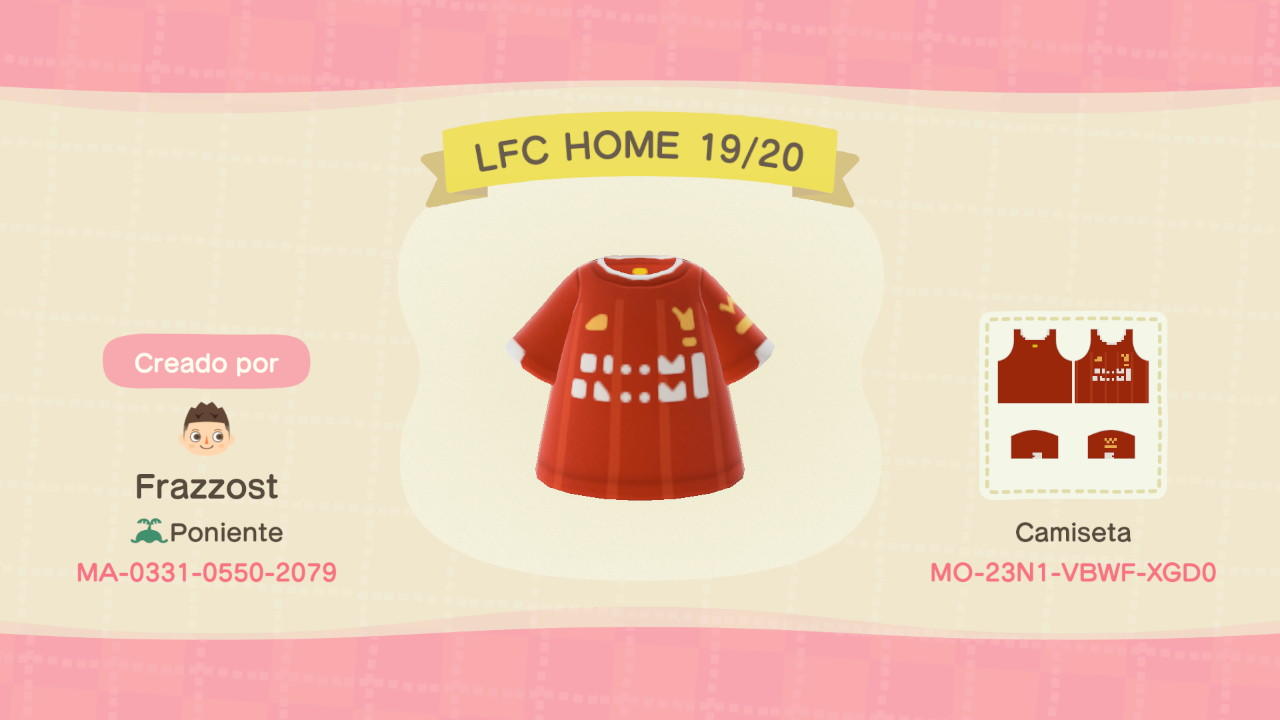 LFC HOME 19/20
Creado por
Frazzost
Poniente
MA-0331-0550-2079
Camiseta
MO-23N1-VBWF-XGD0